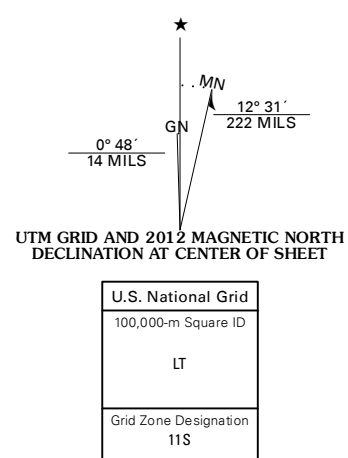 ★
MN
GN
12° 31´
222 MILS
0° 48´
14 MILS
UTM GRID AND 2012 MAGNETIC NORTH
DECLINATION AT CENTER OF SHEET
U.S. National Grid
100,000-m Square ID
LT
Grid Zone Designation
11S